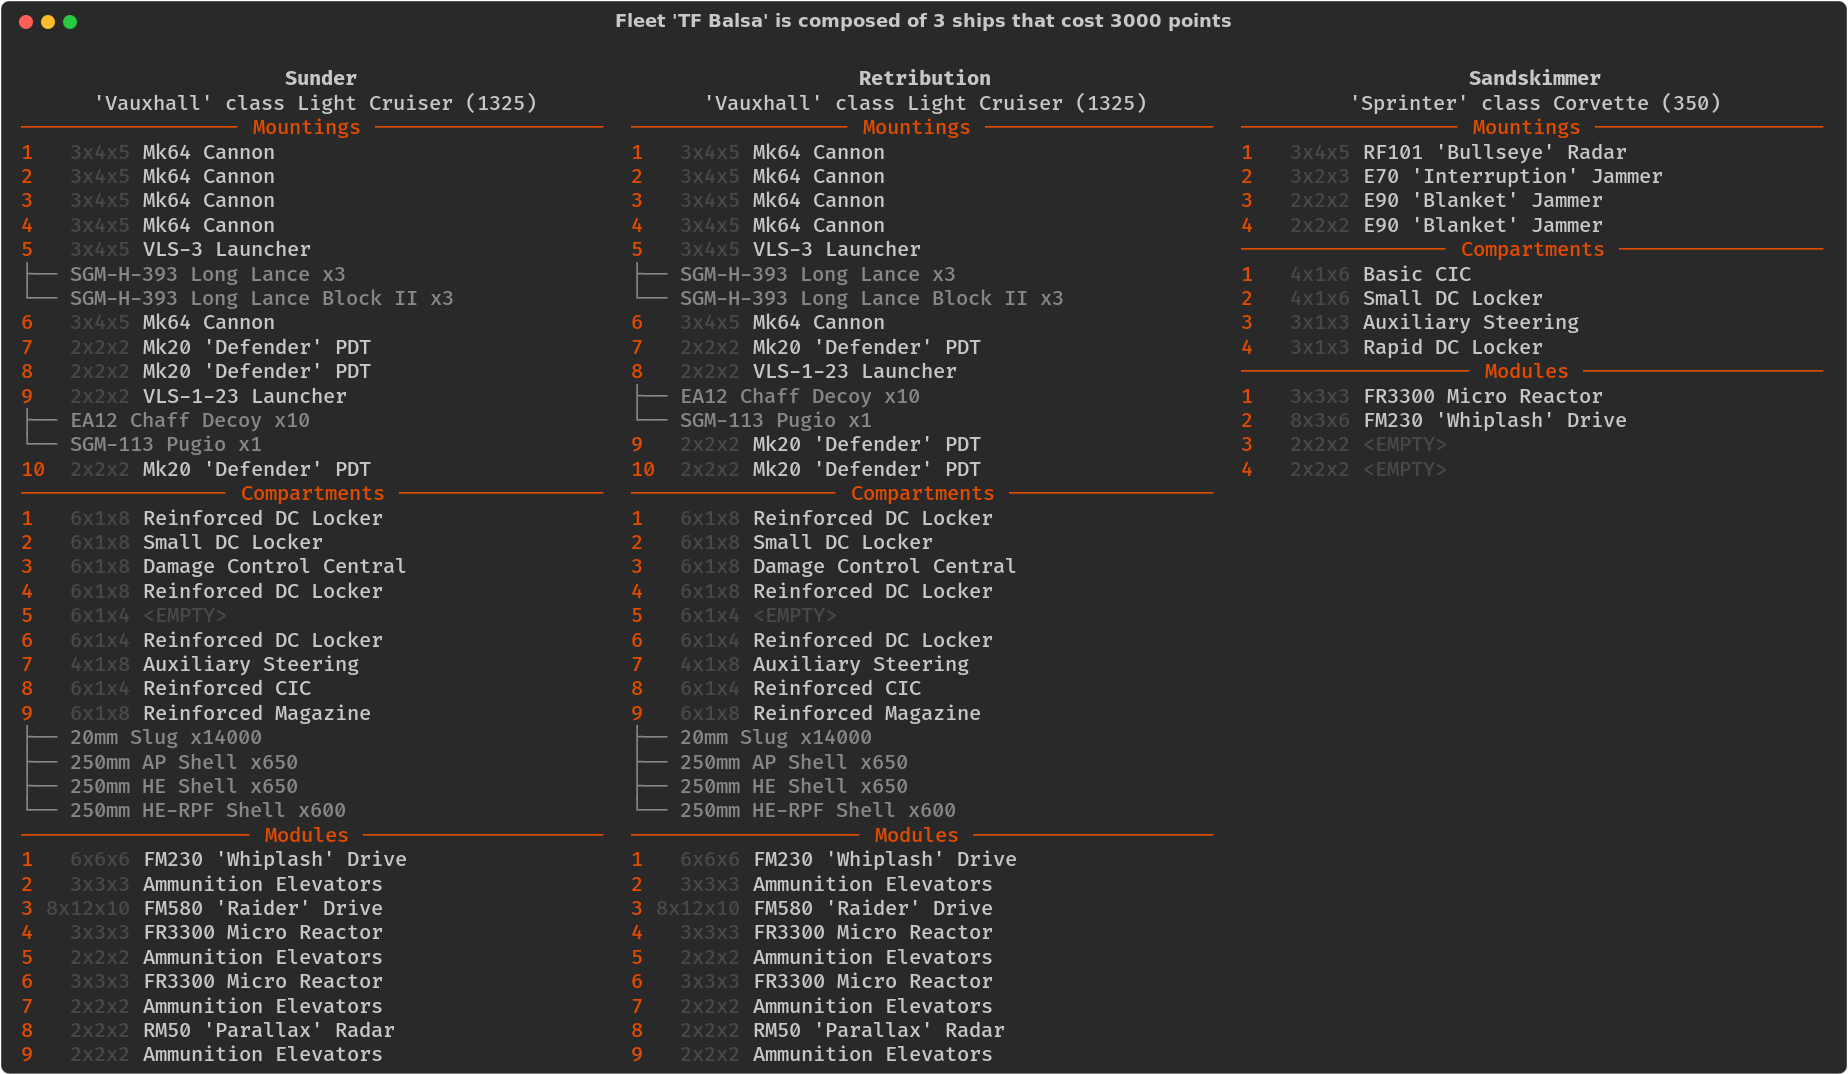 Fleet 'TF Balsa' is composed of 3 ships that cost 3000 points
Sunder
'Vauxhall' class Light Cruiser (1325)
Mountings
1 3x4x5 Mk64 Cannon
2 3x4x5 Mk64 Cannon
3 3x4x5 Mk64 Cannon
4 3x4x5 Mk64 Cannon
5 3x4x5 VLS-3 Launcher
SGM-H-393 Long Lance x3
SGM-H-393 Long Lance Block II x3
6 3x4x5 Mk64 Cannon
7 2x2x2 Mk20 'Defender' PDT
8 2x2x2 Mk20 'Defender' PDT
9 2x2x2 VLS-1-23 Launcher
EA12 Chaff Decoy x10
SGM-113 Pugio x1
10 2x2x2 Mk20 'Defender' PDT
Compartments
1 6x1x8 Reinforced DC Locker
2 6x1x8 Small DC Locker
3 6x1x8 Damage Control Central
4 6x1x8 Reinforced DC Locker
5 6x1x4 <EMPTY>
6 6x1x4 Reinforced DC Locker
7 4x1x8 Auxiliary Steering
8 6x1x4 Reinforced CIC
9 6x1x8 Reinforced Magazine
20mm Slug x14000
250mm AP Shell x650
250mm HE Shell x650
250mm HE-RPF Shell x600
Modules
1 6x6x6 FM230 'Whiplash' Drive
2 3x3x3 Ammunition Elevators
3 8x12x10 FM580 'Raider' Drive
4 3x3x3 FR3300 Micro Reactor
5 2x2x2 Ammunition Elevators
6 3x3x3 FR3300 Micro Reactor
7 2x2x2 Ammunition Elevators
8 2x2x2 RM50 'Parallax' Radar
9 2x2x2 Ammunition Elevators
Retribution
'Vauxhall' class Light Cruiser (1325)
Mountings
1 3x4x5 Mk64 Cannon
2 3x4x5 Mk64 Cannon
3 3x4x5 Mk64 Cannon
4 3x4x5 Mk64 Cannon
5 3x4x5 VLS-3 Launcher
SGM-H-393 Long Lance x3
SGM-H-393 Long Lance Block II x3
6 3x4x5 Mk64 Cannon
7 2x2x2 Mk20 'Defender' PDT
8 2x2x2 VLS-1-23 Launcher
EA12 Chaff Decoy x10
SGM-113 Pugio x1
9 2x2x2 Mk20 'Defender' PDT
10 2x2x2 Mk20 'Defender' PDT
Compartments
1 6x1x8 Reinforced DC Locker
2 6x1x8 Small DC Locker
3 6x1x8 Damage Control Central
4 6x1x8 Reinforced DC Locker
5 6x1x4 <EMPTY>
6 6x1x4 Reinforced DC Locker
7 4x1x8 Auxiliary Steering
8 6x1x4 Reinforced CIC
9 6x1x8 Reinforced Magazine
20mm Slug x14000
250mm AP Shell x650
250mm HE Shell x650
250mm HE-RPF Shell x600
Modules
1 6x6x6 FM230 'Whiplash' Drive
2 3x3x3 Ammunition Elevators
3 8x12x10 FM580 'Raider' Drive
4 3x3x3 FR3300 Micro Reactor
5 2x2x2 Ammunition Elevators
6 3x3x3 FR3300 Micro Reactor
7 2x2x2 Ammunition Elevators
8 2x2x2 RM50 'Parallax' Radar
9 2x2x2 Ammunition Elevators
Sandskimmer
'Sprinter' class Corvette (350)
Mountings
1 3x4x5 RF101 'Bullseye' Radar
2 3x2x3 E70 'Interruption' Jammer
3 2x2x2 E90 'Blanket' Jammer
4 2x2x2 E90 'Blanket' Jammer
Compartments
1 4x1x6 Basic CIC
2 4x1x6 Small DC Locker
3 3x1x3 Auxiliary Steering
4 3x1x3 Rapid DC Locker
Modules
1 3x3x3 FR3300 Micro Reactor
2 8x3x6 FM230 'Whiplash' Drive
3 2x2x2 <EMPTY>
4 2x2x2 <EMPTY>